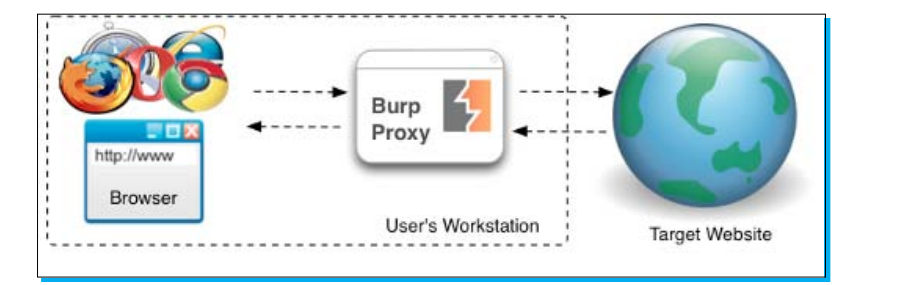 http://www
Browser
Burp
Proxy
User's Workstation
Target Website